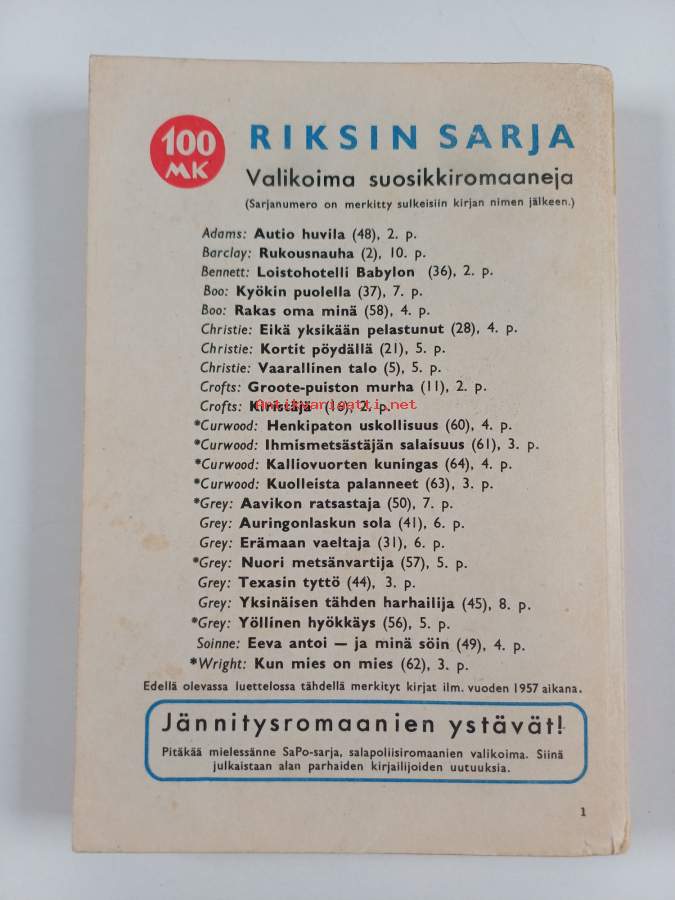 100
MK
RIKSIN SARJA
Valikoima suosikkiromaaneja
(Sarjanumero on merkitty sulkeisiin kirjan nimen jälkeen.)
Adams: Autio huvila (48), 2. p.
Barclay: Rukousnauha (2), 10. p.
Bennett: Loistohotelli Babylon (36), 2. p.
Boo: Kyökin puolella (37), 7. p.
Boo: Rakas oma minä (58), 4. p.
Christie: Eikä yksikään pelastunut (28), 4. p.
Christie: Kortit pöydällä (21), 5. p.
Christie: Vaarallinen talo (5), 5. p.
Crofts: Groote-puiston murha (11), 2. p.
Crofts: Kiristäjä (16), 2. p.
Antikvariaatti.net
*Curwood: Henkipaton uskollisuus (60), 4. p.
*Curwood: Ihmismetsästäjän salaisuus (61), 3. p.
*Curwood: Kalliovuorten kuningas (64), 4. p.
*Curwood: Kuolleista palanneet (63), 3. p.
*Grey: Aavikon ratsastaja (50), 7. p.
Grey: Auringonlaskun sola (41), 6. p.
Grey: Erämaan vaeltaja (31), 6. p.
*Grey: Nuori metsänvartija (57), 5. p.
Grey: Texasin tyttö (44), 3. p.
Grey: Yksinäisen tähden harhailija (45), 8. p.
*Grey: Yöllinen hyökkäys (56), 5. p.
Soinne: Eeva antoi — ja minä söin (49), 4. p.
*Wright: Kun mies on mies (62), 3. p.
Edellä olevassa luettelossa tähdellä merkityt kirjat ilm. vuoden 1957 aikana.
Jännitysromaanien ystävät!
Pitäkää mielessänne SaPo-sarja, salapoliisiromaanien valikoima. Siinä
julkaistaan alan parhaiden kirjailijoiden uutuuksia.
1